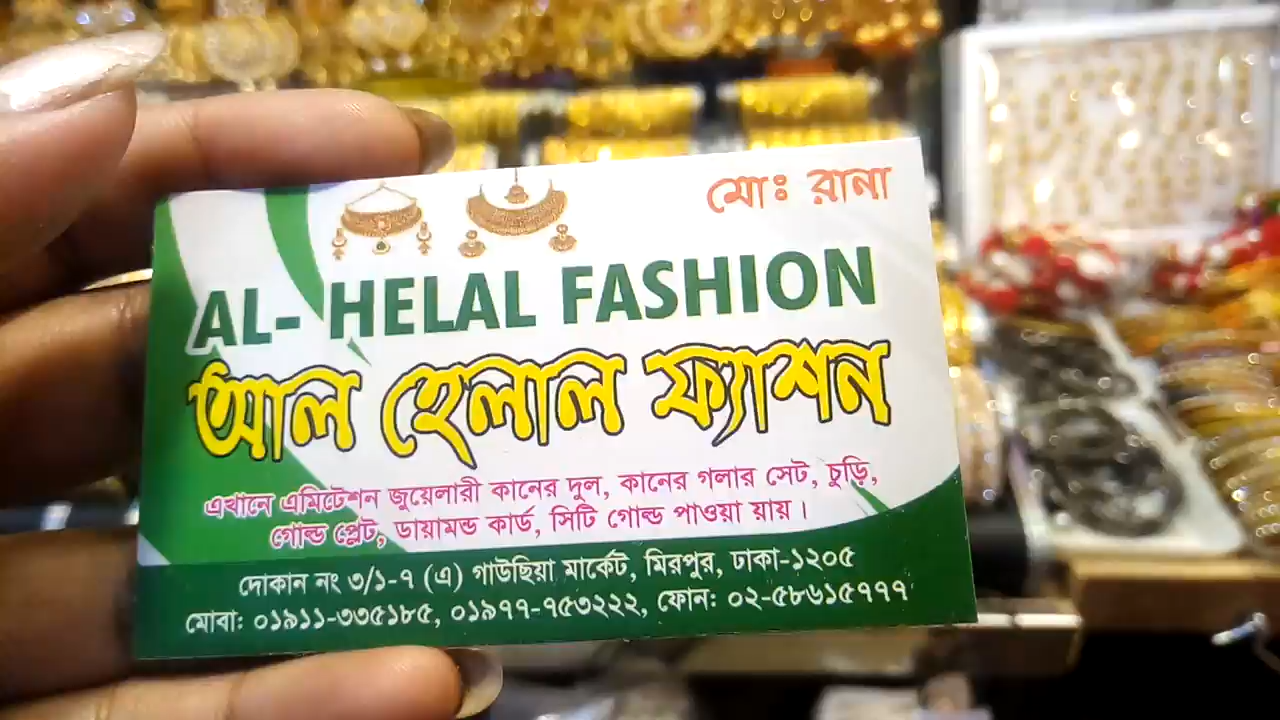 মোঃ রানা
AL- HELAL FASHION
আল হেলাল ফ্যাশন
এখানে এমিটেশন জুয়েলারী কানের দুল, কানের গলার সেট, চুড়ি,
গোল্ড প্লেট, ডায়ামন্ড কার্ড, সিটি গোল্ড পাওয়া য়ায়।
দোকান নং ৩/১-৭ (এ) গাউছিয়া মার্কেট, মিরপুর, ঢাকা-১২০৫
মোবা: ০১৯১১-৩৩৫১৮৫, ০১৯৭৭-৭৫৩২২২, ফোন: ০২-৫৮৬১৫৭৭৭